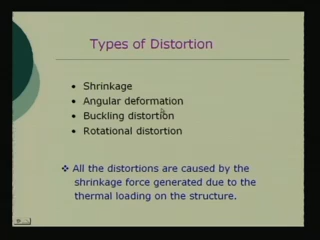 Types of Distortion
• Shrinkage
• Angular deformation
• Buckling distortion
• Rotational distortion
❖ All the distortions are caused by the
shrinkage force generated due to the
thermal loading on the structure.